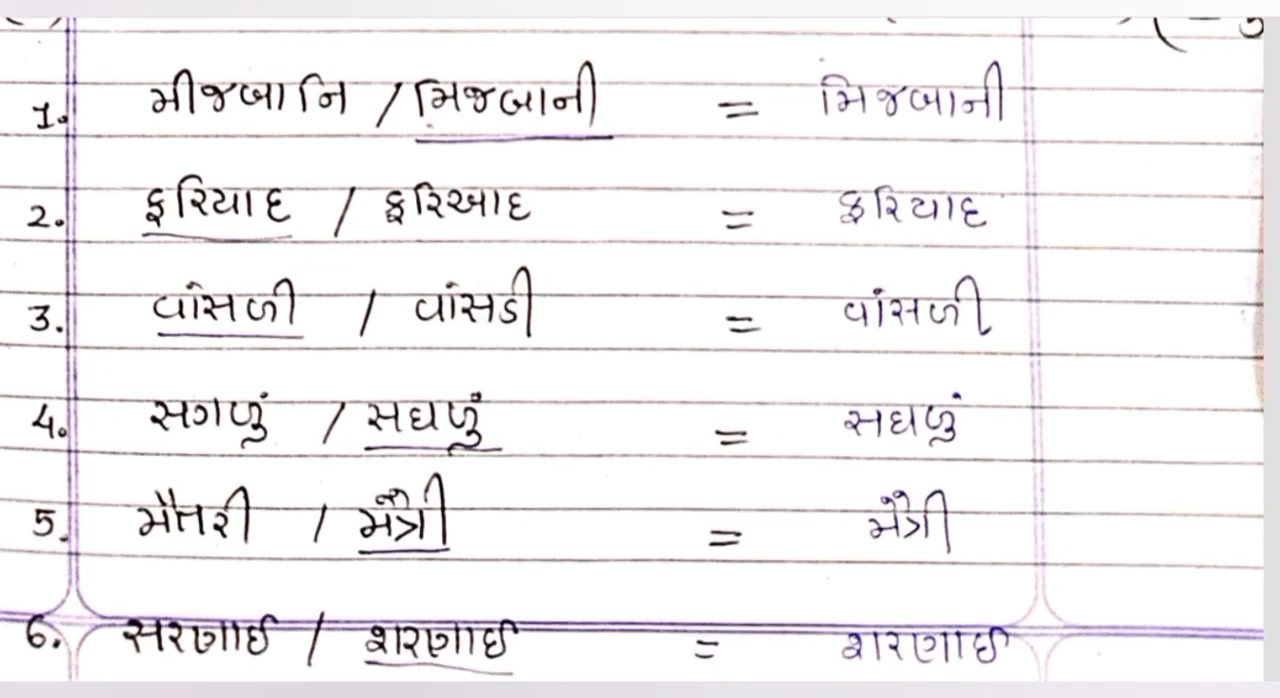 1. મીજબાનિ / મિજબાની = મિજબાની
2. ફરિયાદ / ફરિઆદ = ફરિયાદ
3. વાંસળી / વાંસડી = વાંસળી
4. સગળું / સઘળું = સઘળું
5. મૈતરી / મૈત્રી = મૈત્રી
6. સરણાઈ / શરણાઈ = શરણાઈ